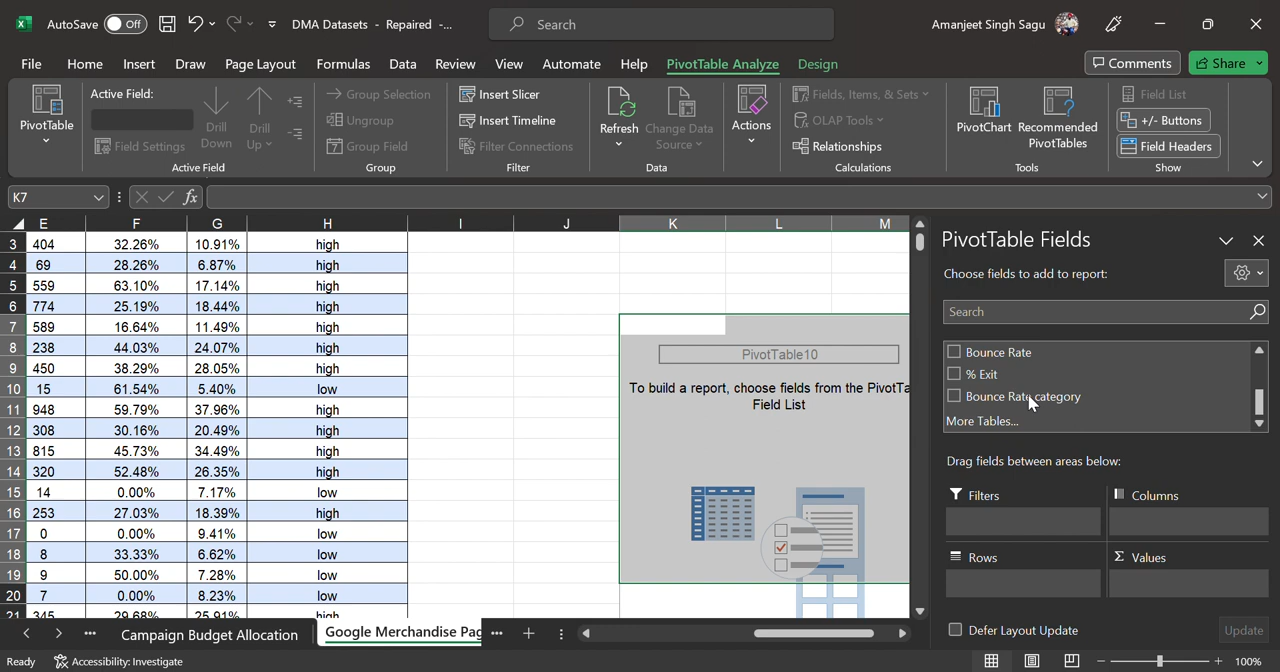 AutoSave Off DMA Datasets - Repaired -... Search Amanjeet Singh Sagu
File Home Insert Draw Page Layout Formulas Data Review View Automate Help PivotTable Analyze Design Comments Share
PivotTable
Active Field:
Field Settings
Drill Down
Drill Up
Active Field
Group Selection
Ungroup
Group Field
Group
Insert Slicer
Insert Timeline
Filter Connections
Filter
Refresh
Change Data Source
Data
Actions
Fields, Items, & Sets
OLAP Tools
Relationships
Calculations
PivotChart
Recommended PivotTables
Tools
Field List
+/- Buttons
Field Headers
Show
K7 fx
E F G H I J K L M
3 404 32.26% 10.91% high
4 69 28.26% 6.87% high
5 559 63.10% 17.14% high
6 774 25.19% 18.44% high
7 589 16.64% 11.49% high
8 238 44.03% 24.07% high
9 450 38.29% 28.05% high
10 15 61.54% 5.40% low
11 948 59.79% 37.96% high
12 308 30.16% 20.49% high
13 815 45.73% 34.49% high
14 320 52.48% 26.35% high
15 14 0.00% 7.17% low
16 253 27.03% 18.39% high
17 0 0.00% 9.41% low
18 8 33.33% 6.62% low
19 9 50.00% 7.28% low
20 7 0.00% 8.23% low
21 345 29.68% 25.91% high
PivotTable10
To build a report, choose fields from the PivotTa
Field List
PivotTable Fields
Choose fields to add to report:
Search
Bounce Rate
% Exit
Bounce Rate category
More Tables...
Drag fields between areas below:
Filters
Columns
Rows
Σ Values
Defer Layout Update Update
Campaign Budget Allocation Google Merchandise Pag
Ready Accessibility: Investigate 100%